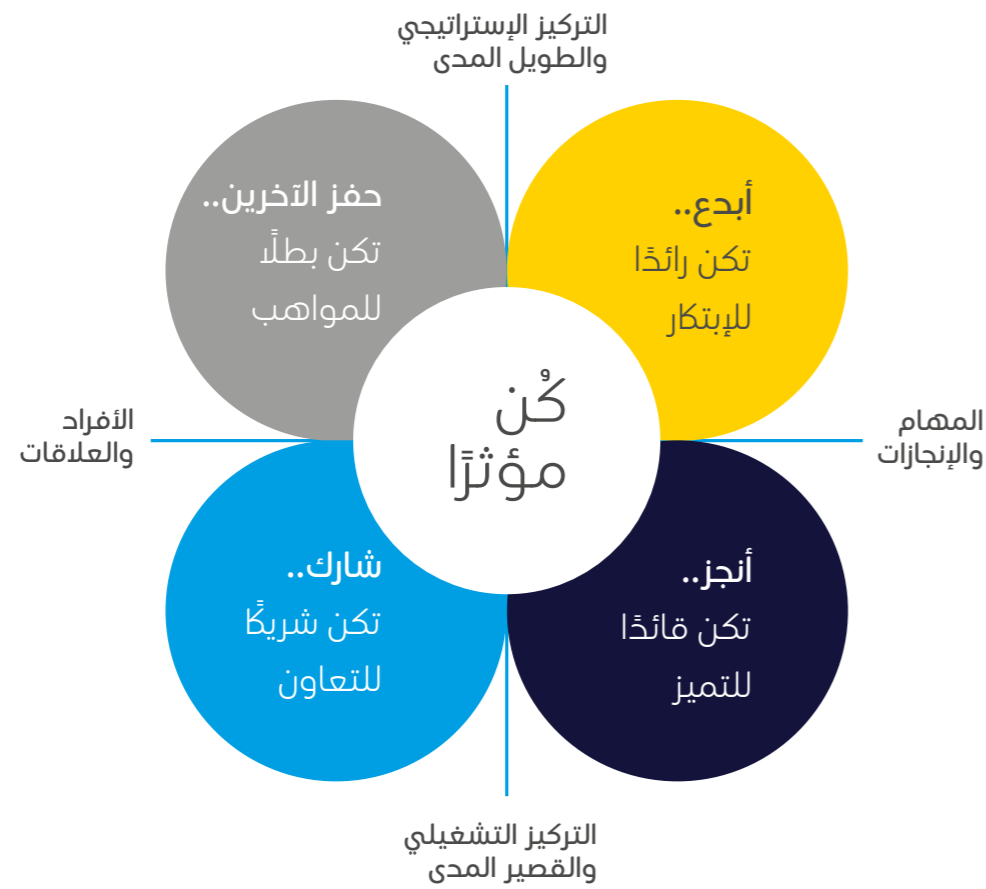 التركيز الإستراتيجي
والطويل المدى
أبدع..
تكن رائدًا
للإبتكار
حفز الآخرين..
تكن بطلًا
للمواهب
كُن
مؤثرًا
المهام
والإنجازات
الأفراد
والعلاقات
أنجز..
تكن قائدًا
للتميز
شارك..
تكن شريكًا
للتعاون
التركيز التشغيلي
والقصير المدى